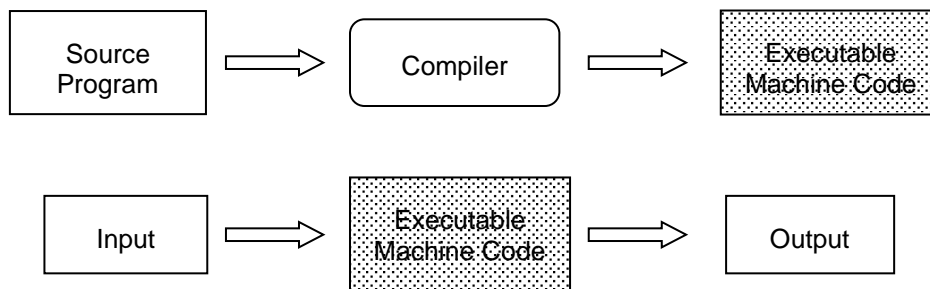 Source
Program
Compiler
Executable
Machine Code
Input
Executable
Machine Code
Output